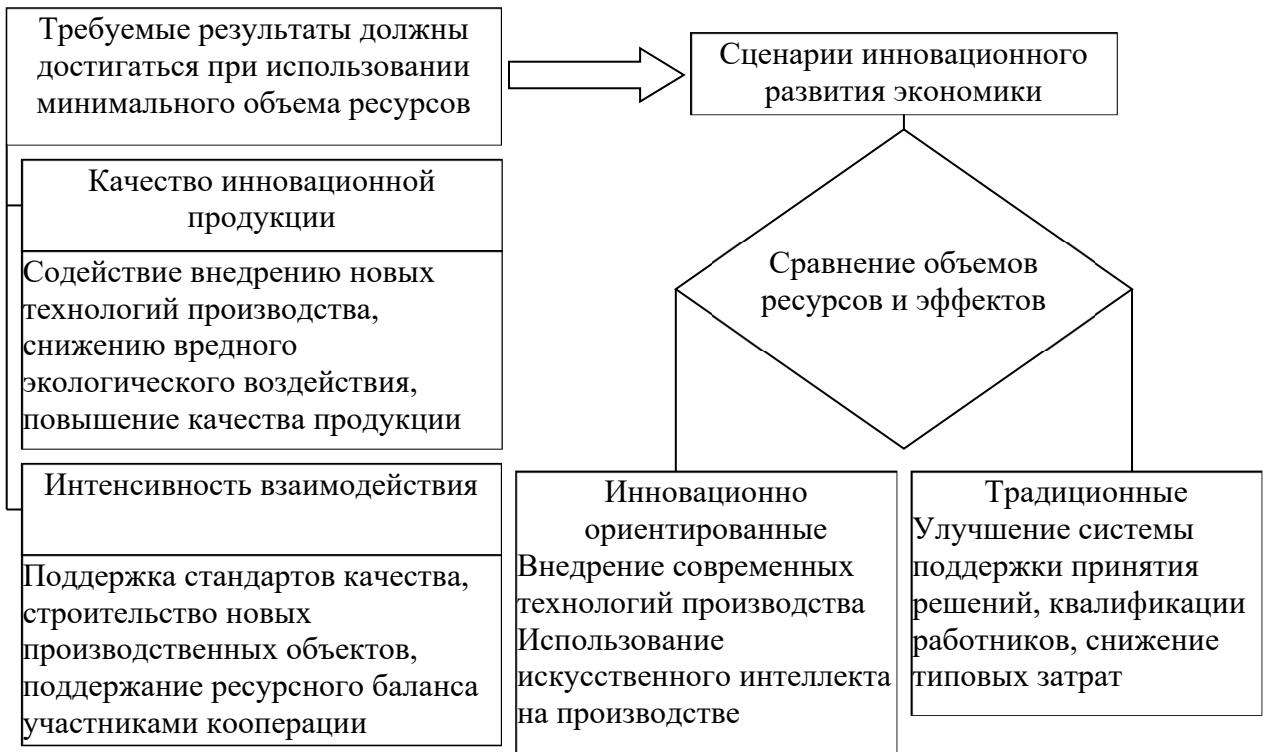 Требуемые результаты должны
достигаться при использовании
минимального объема ресурсов
Сценарии инновационного
развития экономики
Качество инновационной
продукции
Содействие внедрению новых
технологий производства,
снижению вредного
экологического воздействия,
повышение качества продукции
Сравнение объемов
ресурсов и эффектов
Интенсивность взаимодействия
Поддержка стандартов качества,
строительство новых
производственных объектов,
поддержание ресурсного баланса
участниками кооперации
Инновационно
ориентированные
Внедрение современных
технологий производства
Использование
искусственного интеллекта
на производстве
Традиционные
Улучшение системы
поддержки принятия
решений, квалификации
работников, снижение
типовых затрат